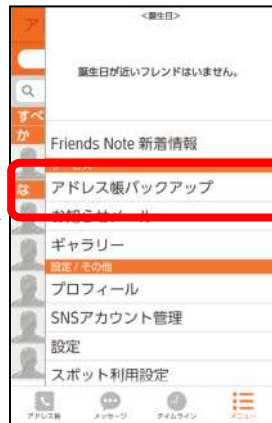 ア
<誕生日>
誕生日が近いフレンドはいません。
すべ
か
Friends Note 新着情報
な
アドレス帳バックアップ
ギャラリー
設定 / その他
プロフィール
SNSアカウント管理
設定
スポット利用設定
アドレス帳
メッセージ
タイムライン
メニュー